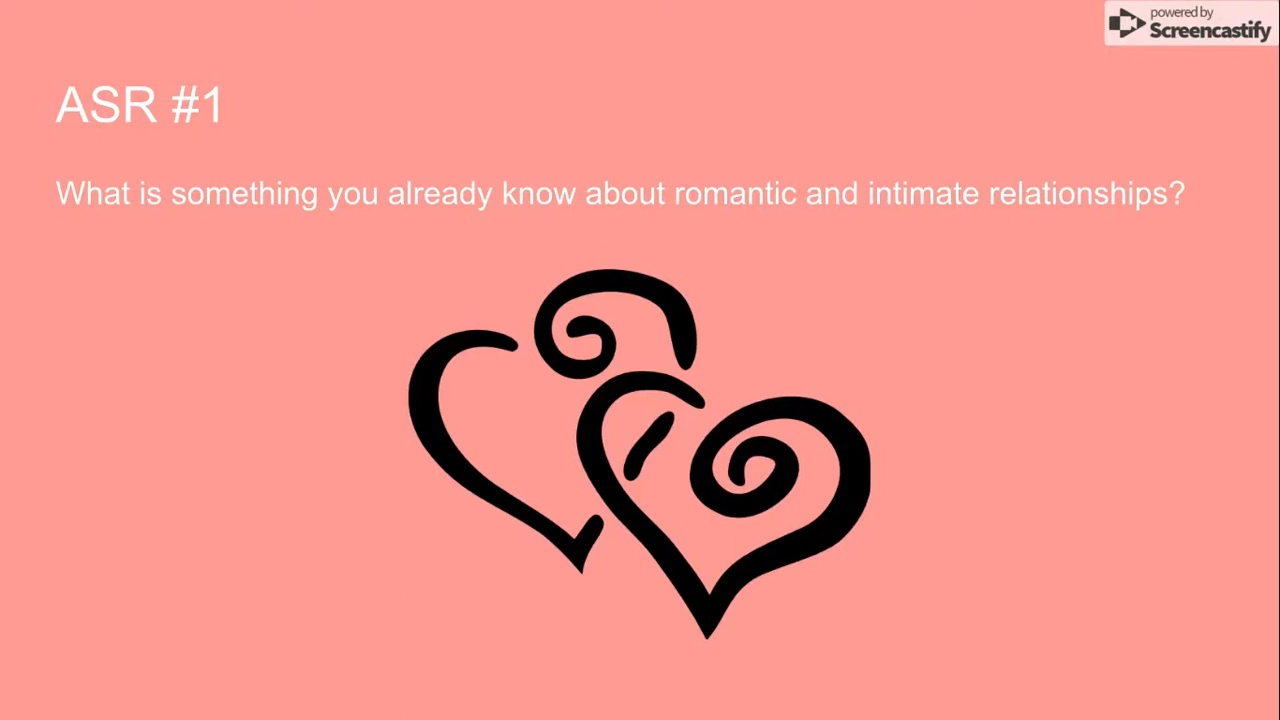 powered by
Screencastify
ASR #1
What is something you already know about romantic and intimate relationships?